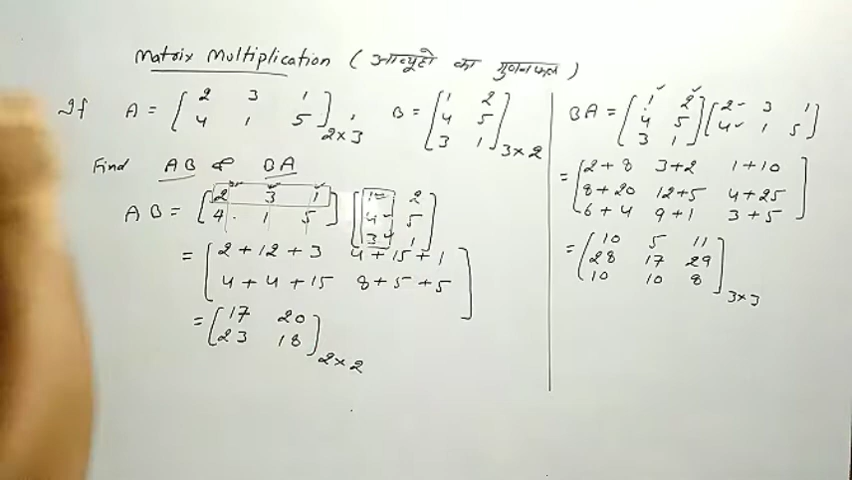 Matrix Multiplication ( आव्यूहो का गुणनफल )
If A = [ 2 3 1
4 1 5 ] 2×3 , B = [ 1 2
4 5
3 1 ] 3×2
Find AB & BA
AB = [ 2 3 1
4 1 5 ] [ 1 2
4 5
3 1 ]
= [ 2+12+3 4+15+1
4+4+15 8+5+5 ]
= [ 17 20
23 18 ] 2×2
BA = [ 1 2
4 5
3 1 ] [ 2 3 1
4 1 5 ]
= [ 2+8 3+2 1+10
8+20 12+5 4+25
6+4 9+1 3+5 ]
= [ 10 5 11
28 17 29
10 10 8 ] 3×3